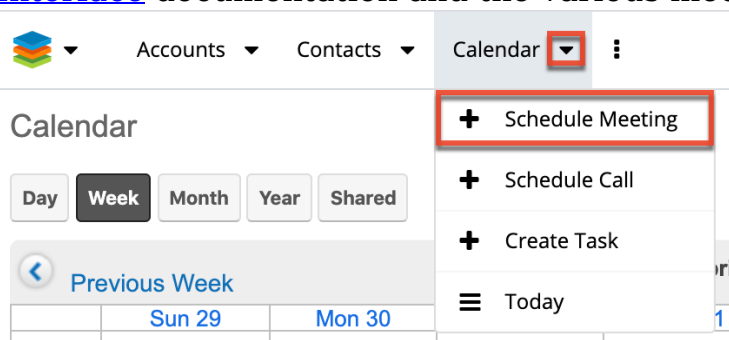 Accounts Contacts Calendar
Schedule Meeting
Calendar
Schedule Call
Day Week Month Year Shared
Create Task
Previous Week
Today
Sun 29 Mon 30 1